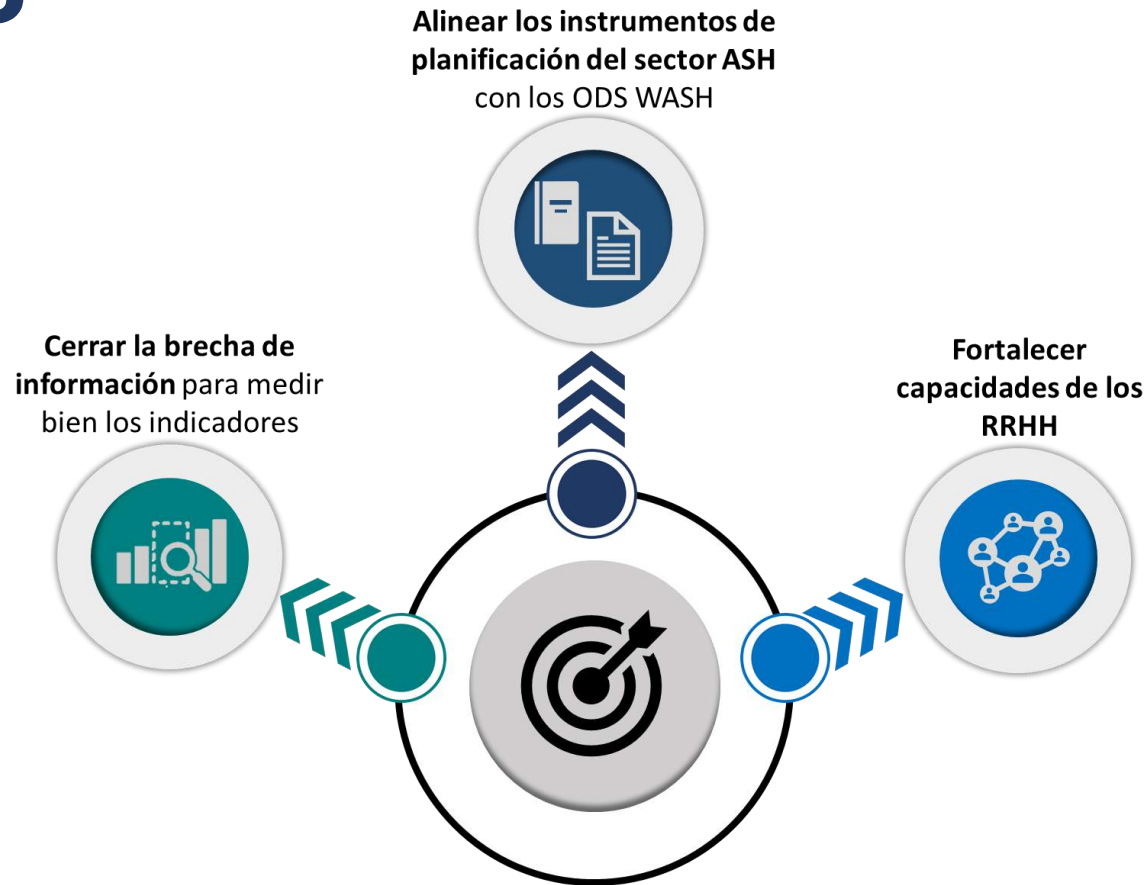 Alinear los instrumentos de
planificación del sector ASH
con los ODS WASH
Cerrar la brecha de
información para medir
bien los indicadores
Fortalecer
capacidades de los
RRHH